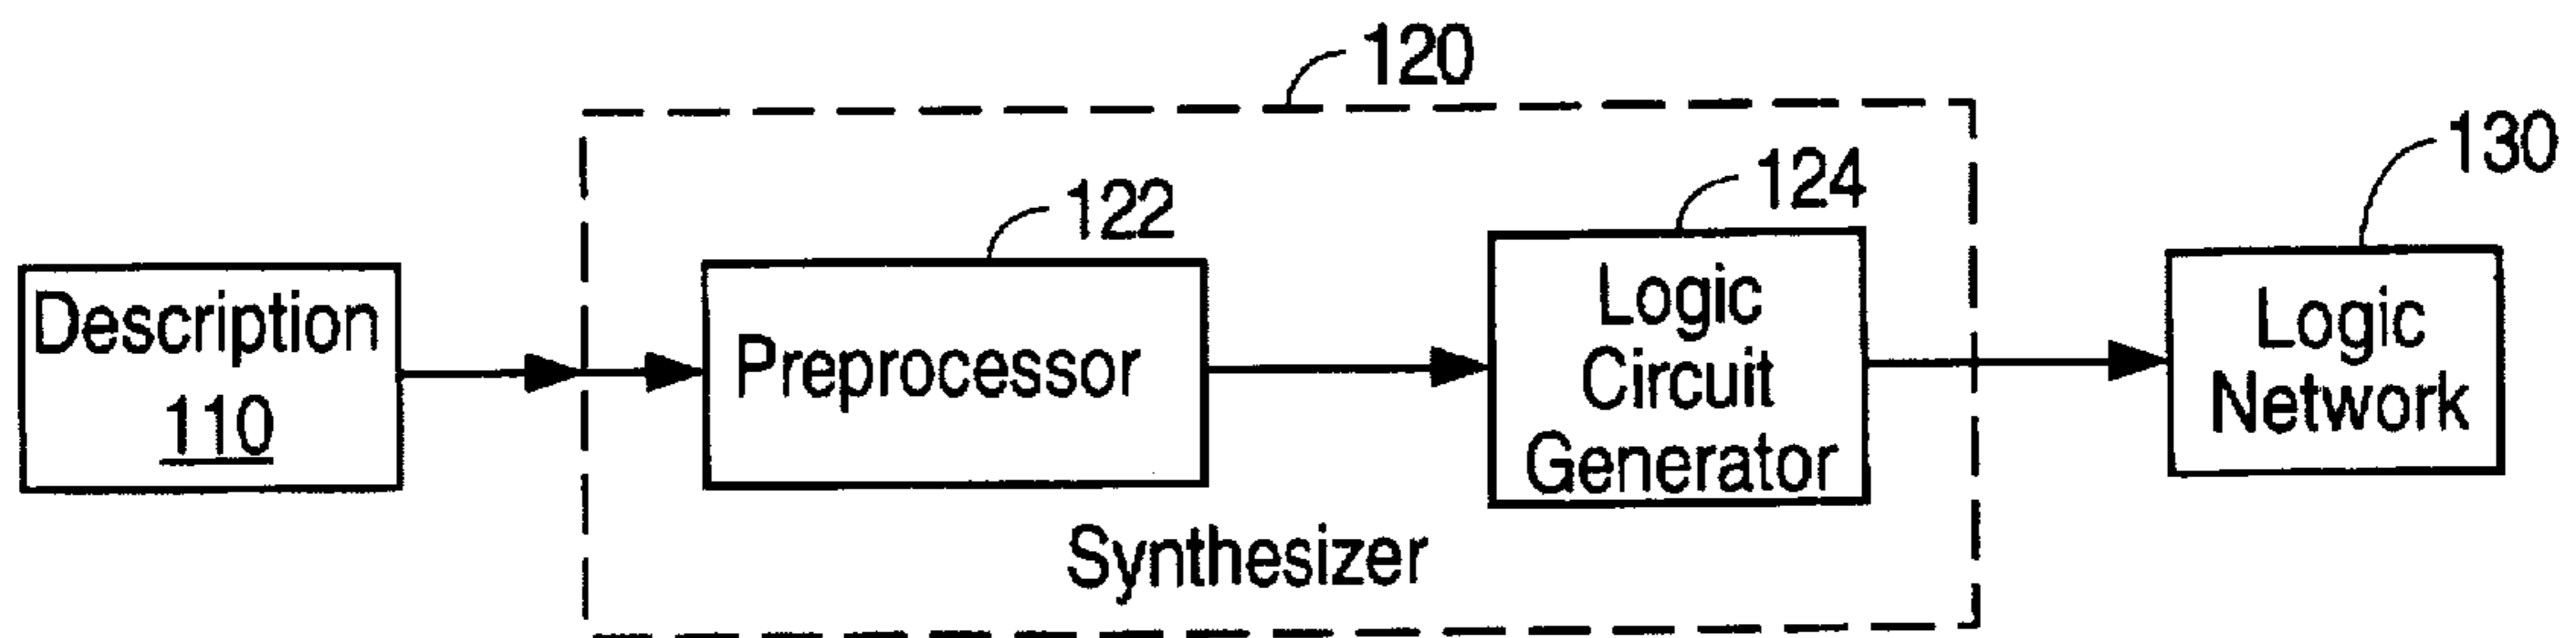 120
130
122
124
Description
110
Preprocessor
Logic
Circuit
Generator
Logic
Network
Synthesizer